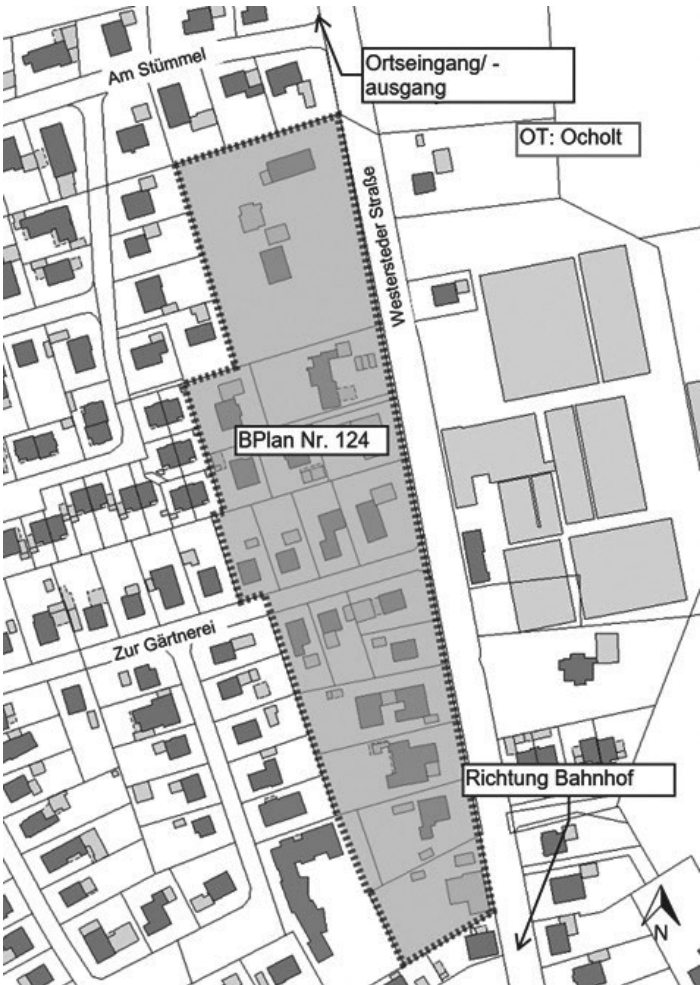 Am Stümmel
Ortseingang/ -
ausgang
OT: Ocholt
Westersteder Straße
BPlan Nr. 124
Zur Gärtnerei
Richtung Bahnhof
N